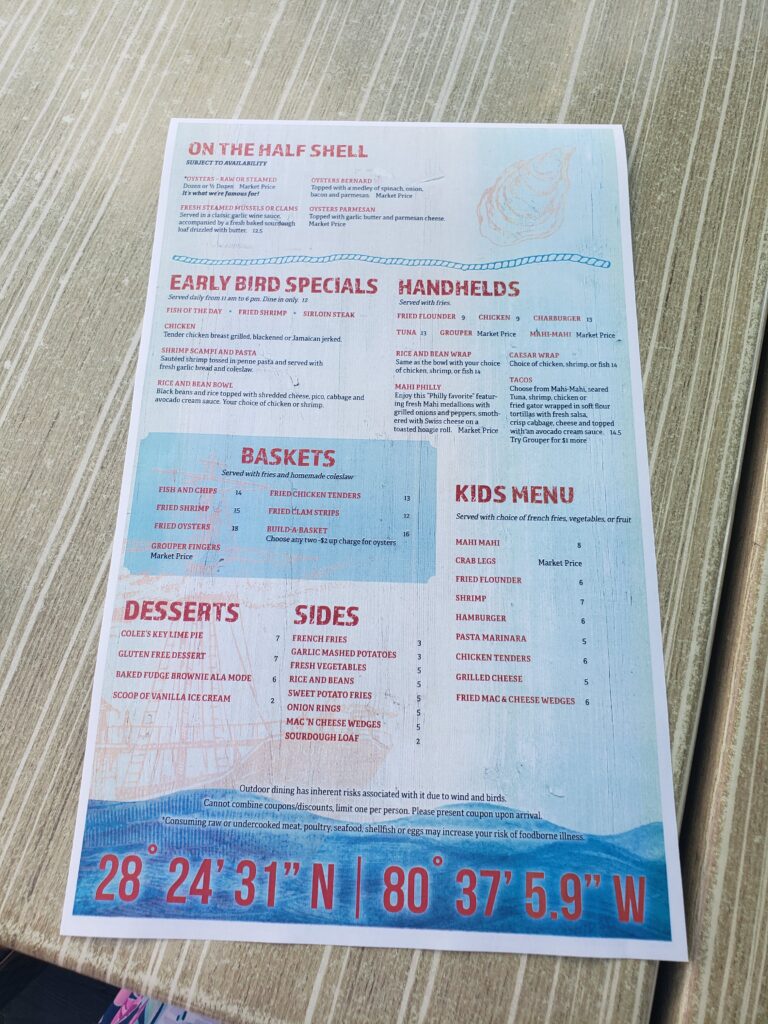 ON THE HALF SHELL
SUBJECT TO AVAILABILITY
*OYSTERS - RAW OR STEAMED
Dozen or ½ Dozen Market Price
It's what we're famous for!
FRESH STEAMED MUSSELS OR CLAMS
Served in a classic garlic wine sauce,
accompanied by a fresh baked sourdough
loaf drizzled with butter. 12.5
OYSTERS BERNARD
Topped with a medley of spinach, onion,
bacon and parmesan. Market Price
OYSTERS PARMESAN
Topped with garlic butter and parmesan cheese.
Market Price
EARLY BIRD SPECIALS
Served daily from 11 am to 6 pm. Dine in only. 12
FISH OF THE DAY • FRIED SHRIMP • SIRLOIN STEAK
CHICKEN
Tender chicken breast grilled, blackened or Jamaican jerked.
SHRIMP SCAMPI AND PASTA
Sautéed shrimp tossed in penne pasta and served with
fresh garlic bread and coleslaw.
RICE AND BEAN BOWL
Black beans and rice topped with shredded cheese, pico, cabbage and
avocado cream sauce. Your choice of chicken or shrimp.
HANDHELDS
Served with fries.
FRIED FLOUNDER 9 CHICKEN 9 CHARBURGER 13
TUNA 13 GROUPER Market Price MAHI-MAHI Market Price
RICE AND BEAN WRAP
Same as the bowl with your choice
of chicken, shrimp, or fish 14
MAHI PHILLY
Enjoy this "Philly favorite" featur-
ing fresh Mahi medallions with
grilled onions and peppers, smoth-
ered with Swiss cheese on a
toasted hoagie roll. Market Price
CAESAR WRAP
Choice of chicken, shrimp, or fish 14
TACOS
Choose from Mahi-Mahi, seared
Tuna, shrimp, chicken or
fried gator wrapped in soft flour
tortillas with fresh salsa,
crisp cabbage, cheese and topped
with an avocado cream sauce. 14.5
Try Grouper for $1 more
BASKETS
Served with fries and homemade coleslaw
FISH AND CHIPS 14
FRIED SHRIMP 15
FRIED OYSTERS 18
GROUPER FINGERS
Market Price
FRIED CHICKEN TENDERS 13
FRIED CLAM STRIPS 12
BUILD-A-BASKET 16
Choose any two -$2 up charge for oysters
KIDS MENU
Served with choice of french fries, vegetables, or fruit
MAHI MAHI 8
CRAB LEGS Market Price
FRIED FLOUNDER 6
SHRIMP 7
HAMBURGER 6
PASTA MARINARA 5
CHICKEN TENDERS 6
GRILLED CHEESE 5
FRIED MAC & CHEESE WEDGES 6
DESSERTS
COLEE'S KEY LIME PIE 7
GLUTEN FREE DESSERT 7
BAKED FUDGE BROWNIE ALA MODE 6
SCOOP OF VANILLA ICE CREAM 2
SIDES
FRENCH FRIES 3
GARLIC MASHED POTATOES 3
FRESH VEGETABLES 5
RICE AND BEANS 5
SWEET POTATO FRIES 5
ONION RINGS 5
MAC 'N CHEESE WEDGES 5
SOURDOUGH LOAF 2
Outdoor dining has inherent risks associated with it due to wind and birds.
Cannot combine coupons/discounts, limit one per person. Please present coupon upon arrival.
*Consuming raw or undercooked meat, poultry, seafood, shellfish or eggs may increase your risk of foodborne illness.
28° 24' 31" N | 80° 37' 5.9" W